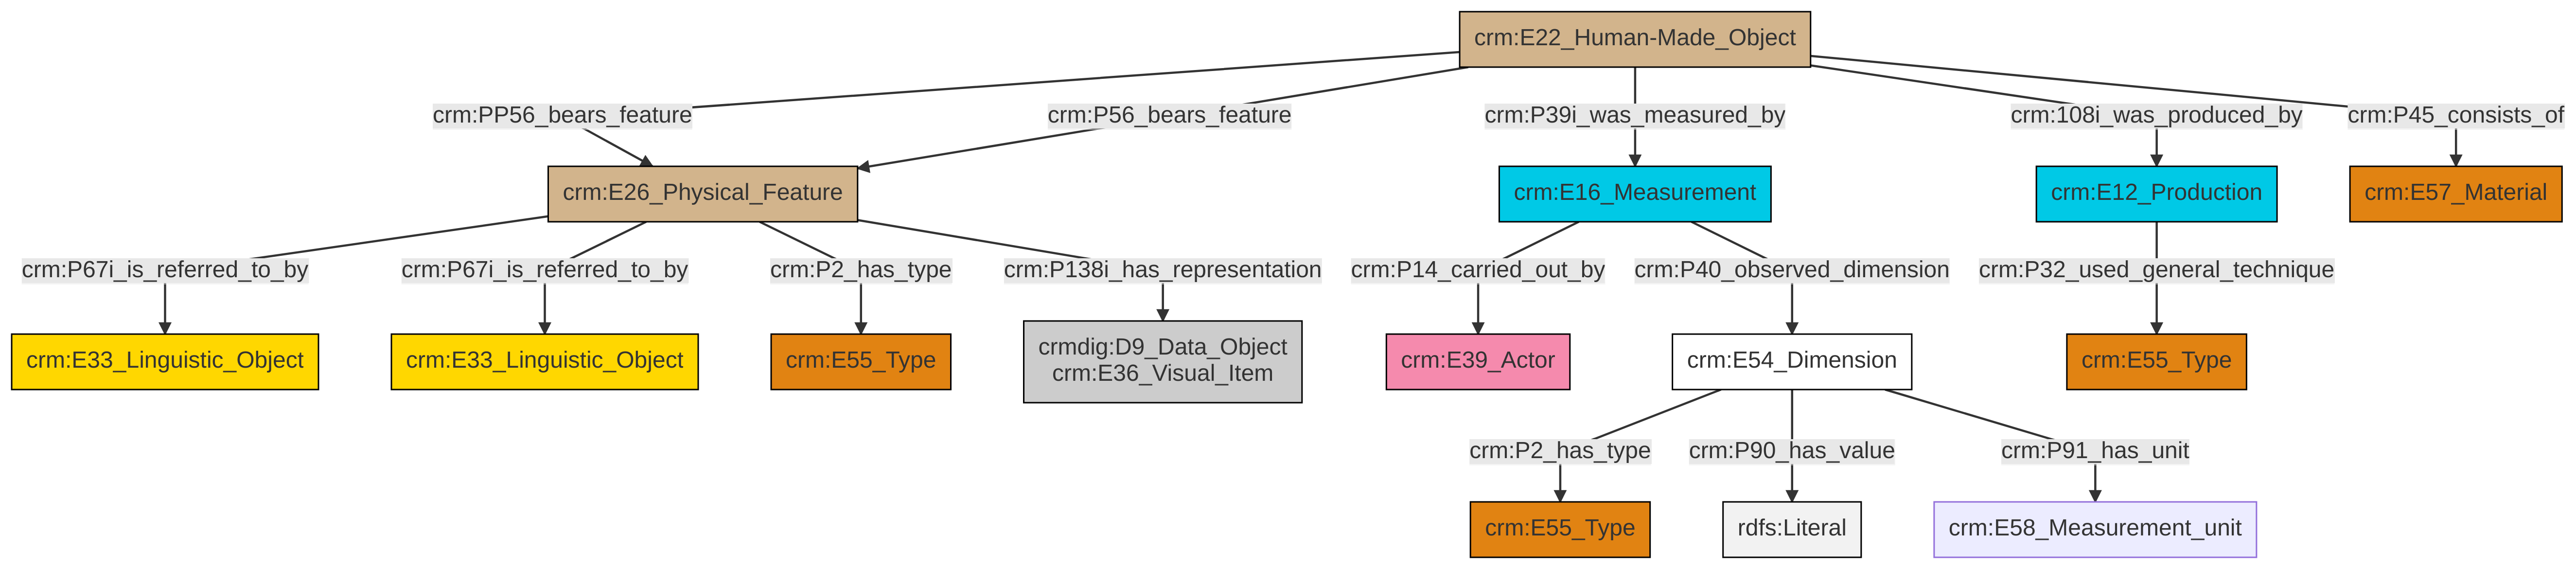 crm:E22_Human-Made_Object
crm:PP56_bears_feature
crm:P56_bears_feature
crm:P39i_was_measured_by
crm:108i_was_produced_by
crm:P45_consists_of
crm:E26_Physical_Feature
crm:E16_Measurement
crm:E12_Production
crm:E57_Material
crm:P67i_is_referred_to_by
crm:P67i_is_referred_to_by
crm:P2_has_type
crm:P138i_has_representation
crm:P14_carried_out_by
crm:P40_observed_dimension
crm:P32_used_general_technique
crm:E33_Linguistic_Object
crm:E33_Linguistic_Object
crm:E55_Type
crmdig:D9_Data_Object
crm:E36_Visual_Item
crm:E39_Actor
crm:E54_Dimension
crm:E55_Type
crm:P2_has_type
crm:P90_has_value
crm:P91_has_unit
crm:E55_Type
rdfs:Literal
crm:E58_Measurement_unit